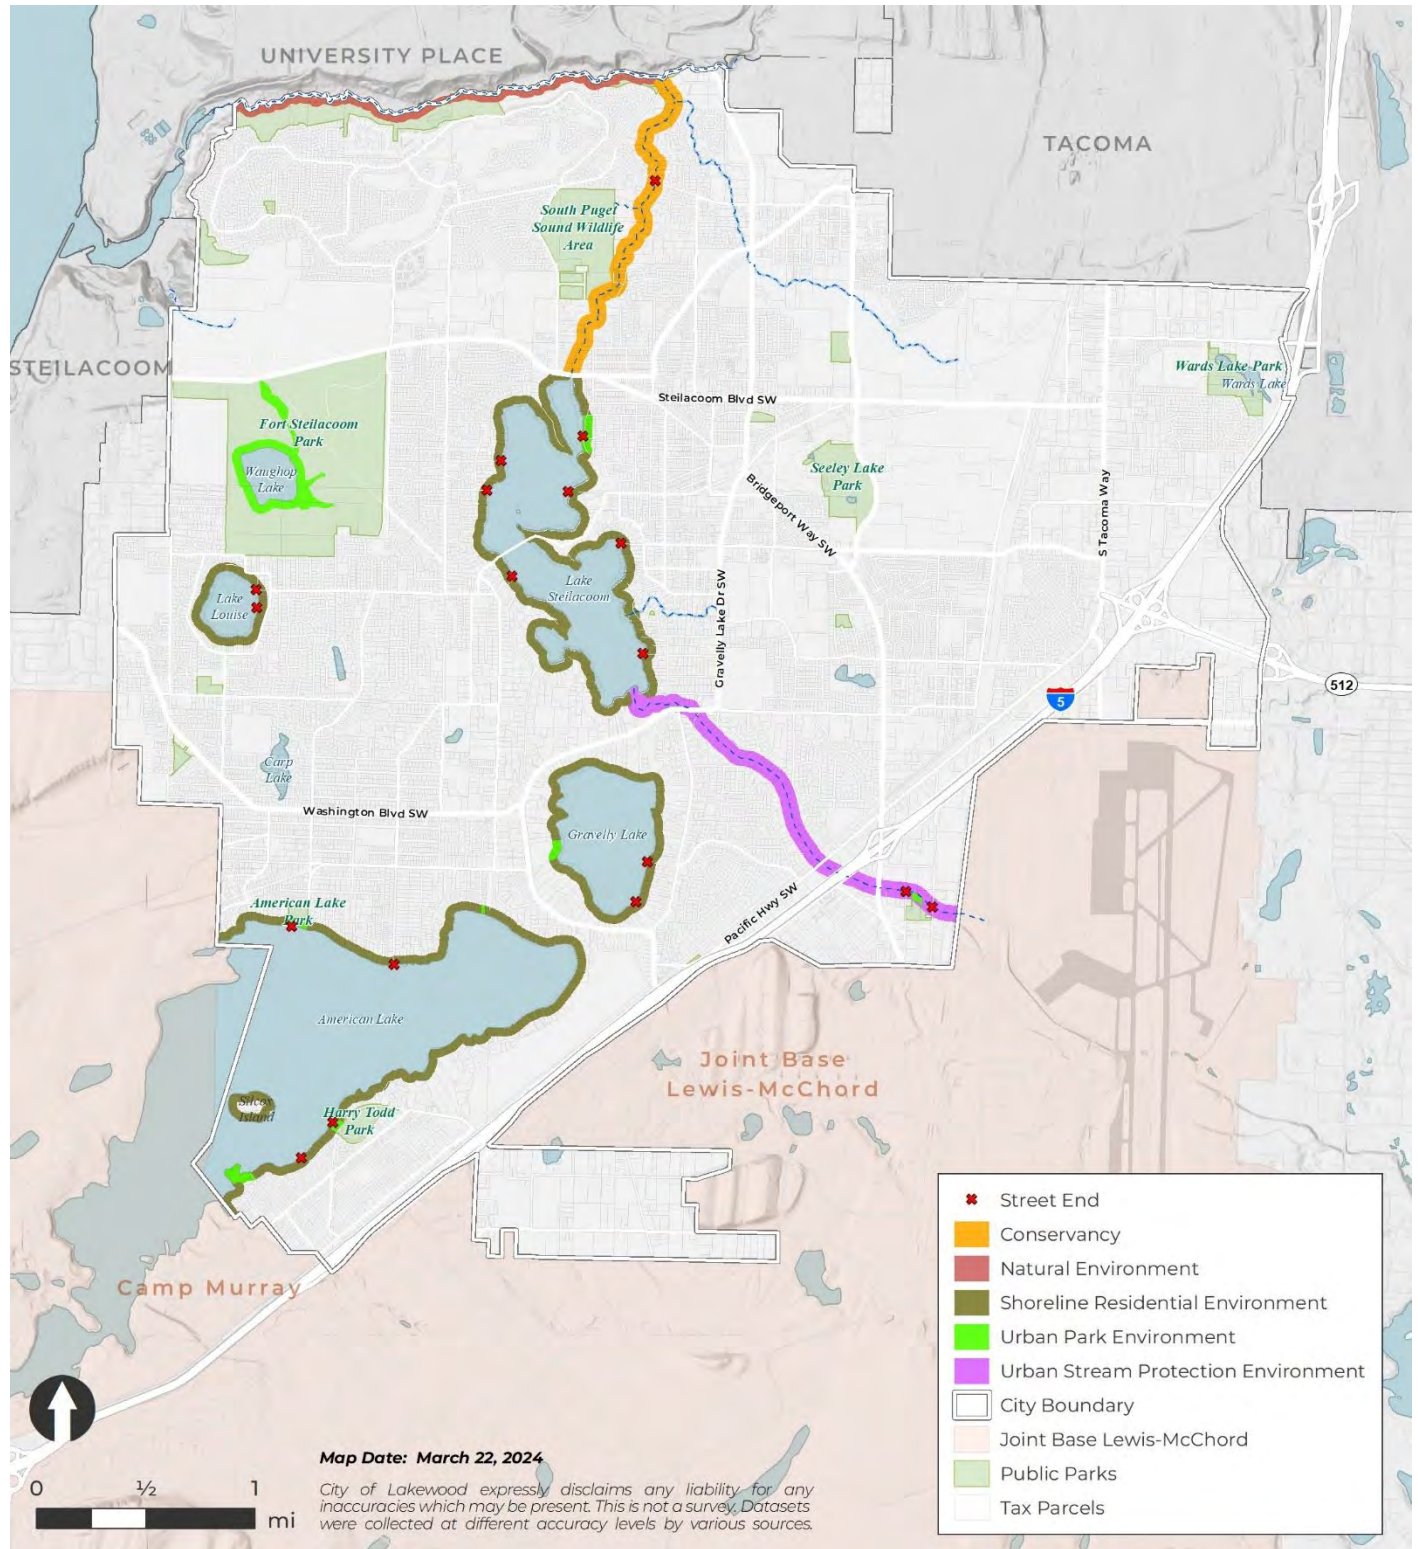 UNIVERSITY PLACE
TACOMA
South Puget
Sound Wildlife
Area
STEILACOOM
Wards Lake Park
Wards Lake
Steilacoom Blvd SW
Fort Steilacoom
Park
Waughop
Lake
Seeley Lake
Park
Bridgeport Way SW
S Tacoma Way
Lake
Steilacoom
Lake
Louise
Gravelly Lake Dr SW
512
5
Carp
Lake
Washington Blvd SW
Gravelly Lake
American Lake
Park
Pacific Hwy SW
American Lake
Joint Base
Lewis-McChord
Silcox
Island
Harry Todd
Park
Camp Murray
Street End
Conservancy
Natural Environment
Shoreline Residential Environment
Urban Park Environment
Urban Stream Protection Environment
City Boundary
Joint Base Lewis-McChord
Public Parks
Tax Parcels
Map Date: March 22, 2024
0 ½ 1
mi
City of Lakewood expressly disclaims any liability for any
inaccuracies which may be present. This is not a survey. Datasets
were collected at different accuracy levels by various sources.